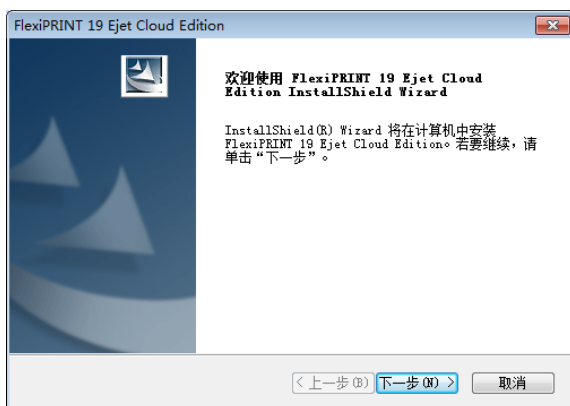 FlexiPRINT 19 Ejet Cloud Edition
欢迎使用 FlexiPRINT 19 Ejet Cloud
Edition InstallShield Wizard
InstallShield(R) Wizard 将在计算机中安装
FlexiPRINT 19 Ejet Cloud Edition。若要继续，请
单击“下一步”。
< 上一步(B) 下一步(N) > 取消